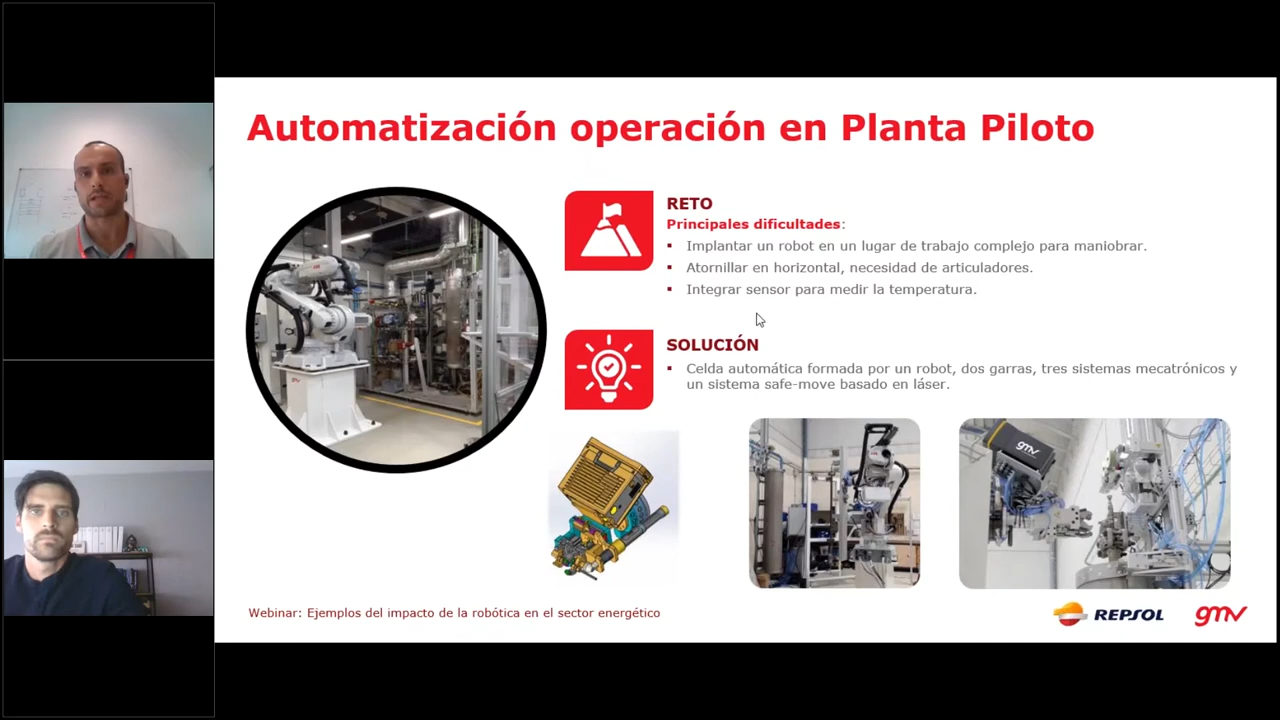 Automatización operación en Planta Piloto
RETO
Principales dificultades:
Implantar un robot en un lugar de trabajo complejo para maniobrar.
Atornillar en horizontal, necesidad de articuladores.
Integrar sensor para medir la temperatura.
SOLUCIÓN
Celda automática formada por un robot, dos garras, tres sistemas mecatrónicos y
un sistema safe-move basado en láser.
gmv
Webinar: Ejemplos del impacto de la robótica en el sector energético
REPSOL
gmv